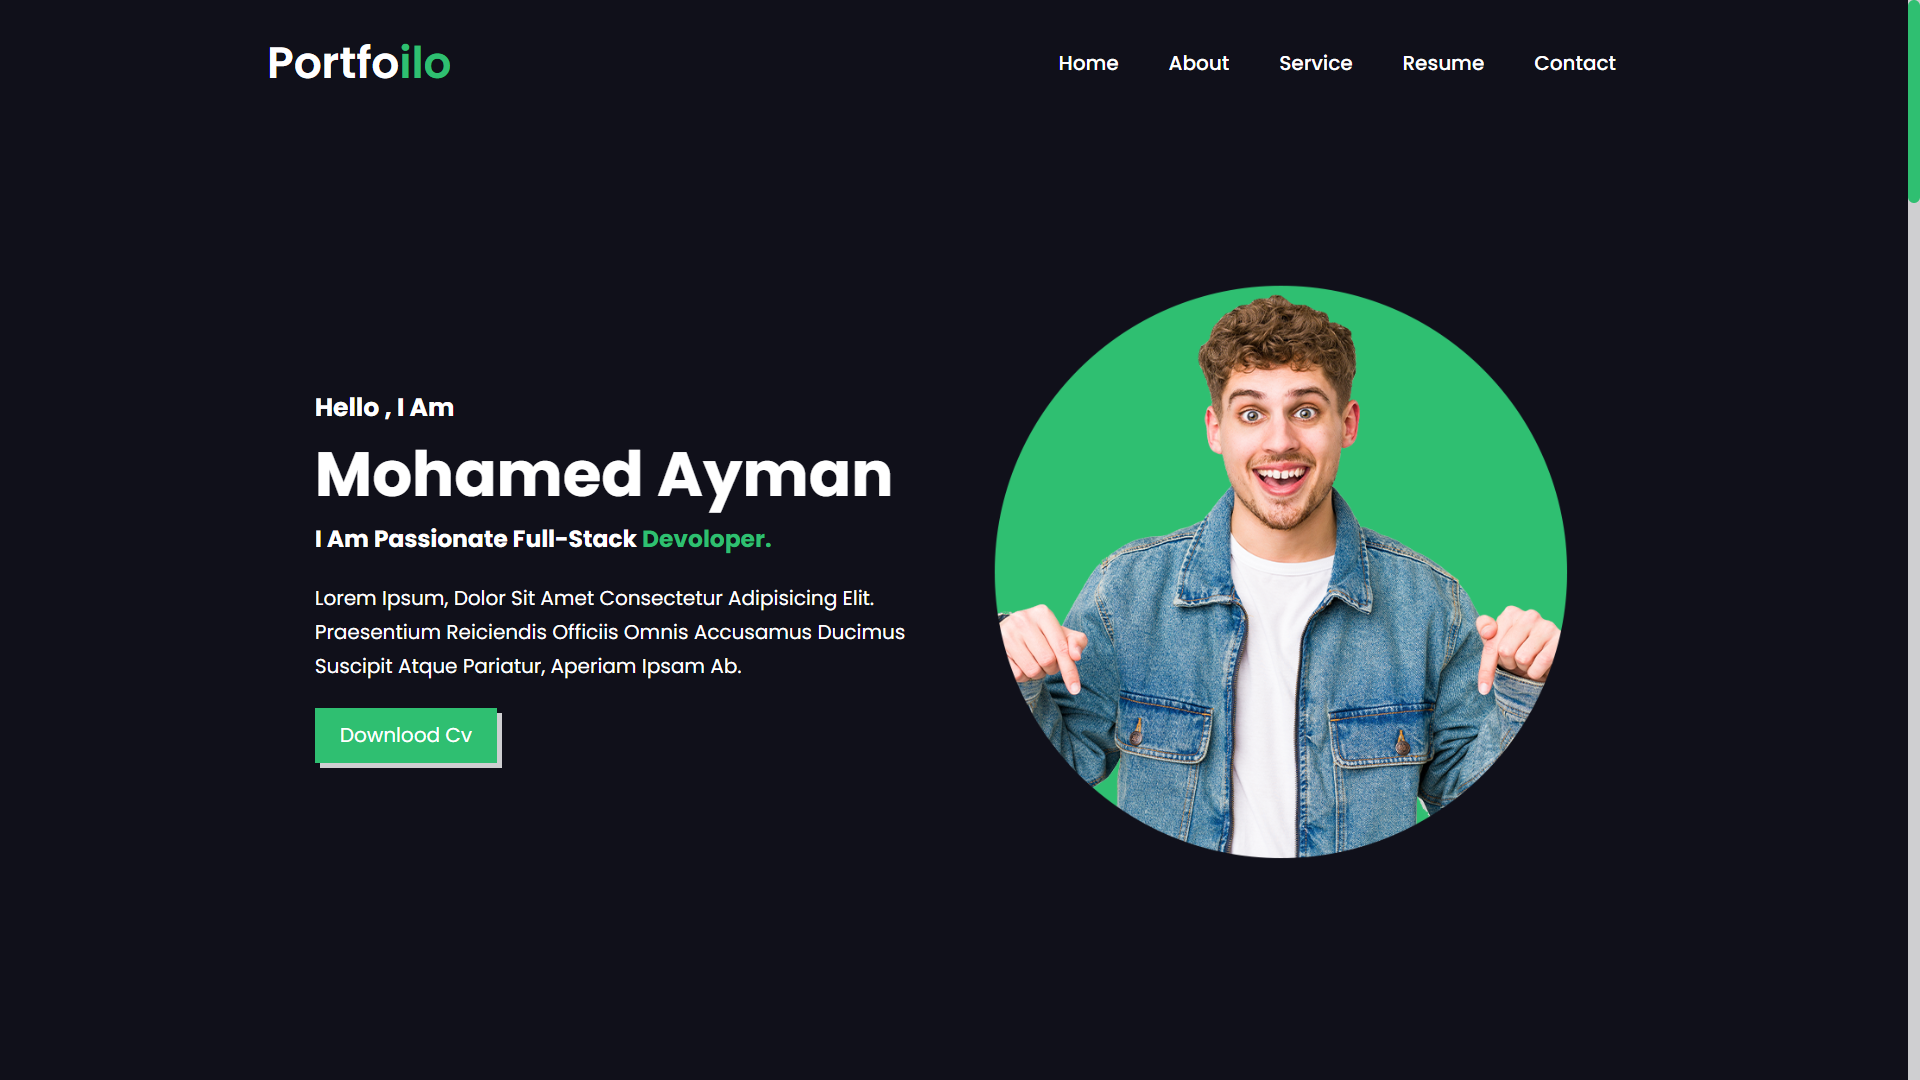 Portfoilo
Home About Service Resume Contact
Hello , I Am
Mohamed Ayman
I Am Passionate Full-Stack Devoloper.
Lorem Ipsum, Dolor Sit Amet Consectetur Adipisicing Elit.
Praesentium Reiciendis Officiis Omnis Accusamus Ducimus
Suscipit Atque Pariatur, Aperiam Ipsam Ab.
Downlood Cv